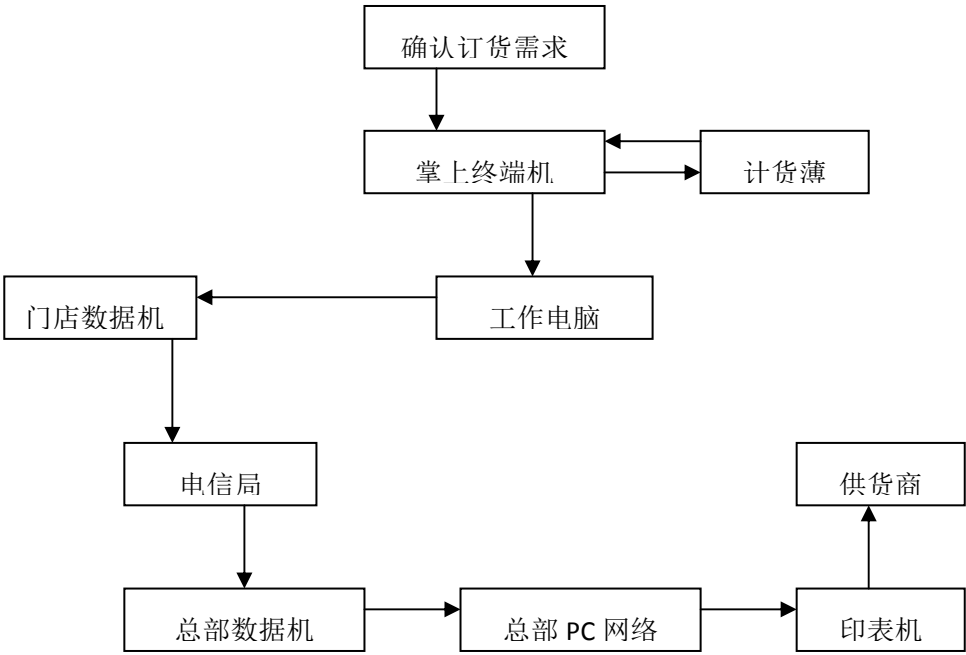 确认订货需求
掌上终端机
计货薄
门店数据机
工作电脑
电信局
供货商
总部数据机
总部 PC 网络
印表机